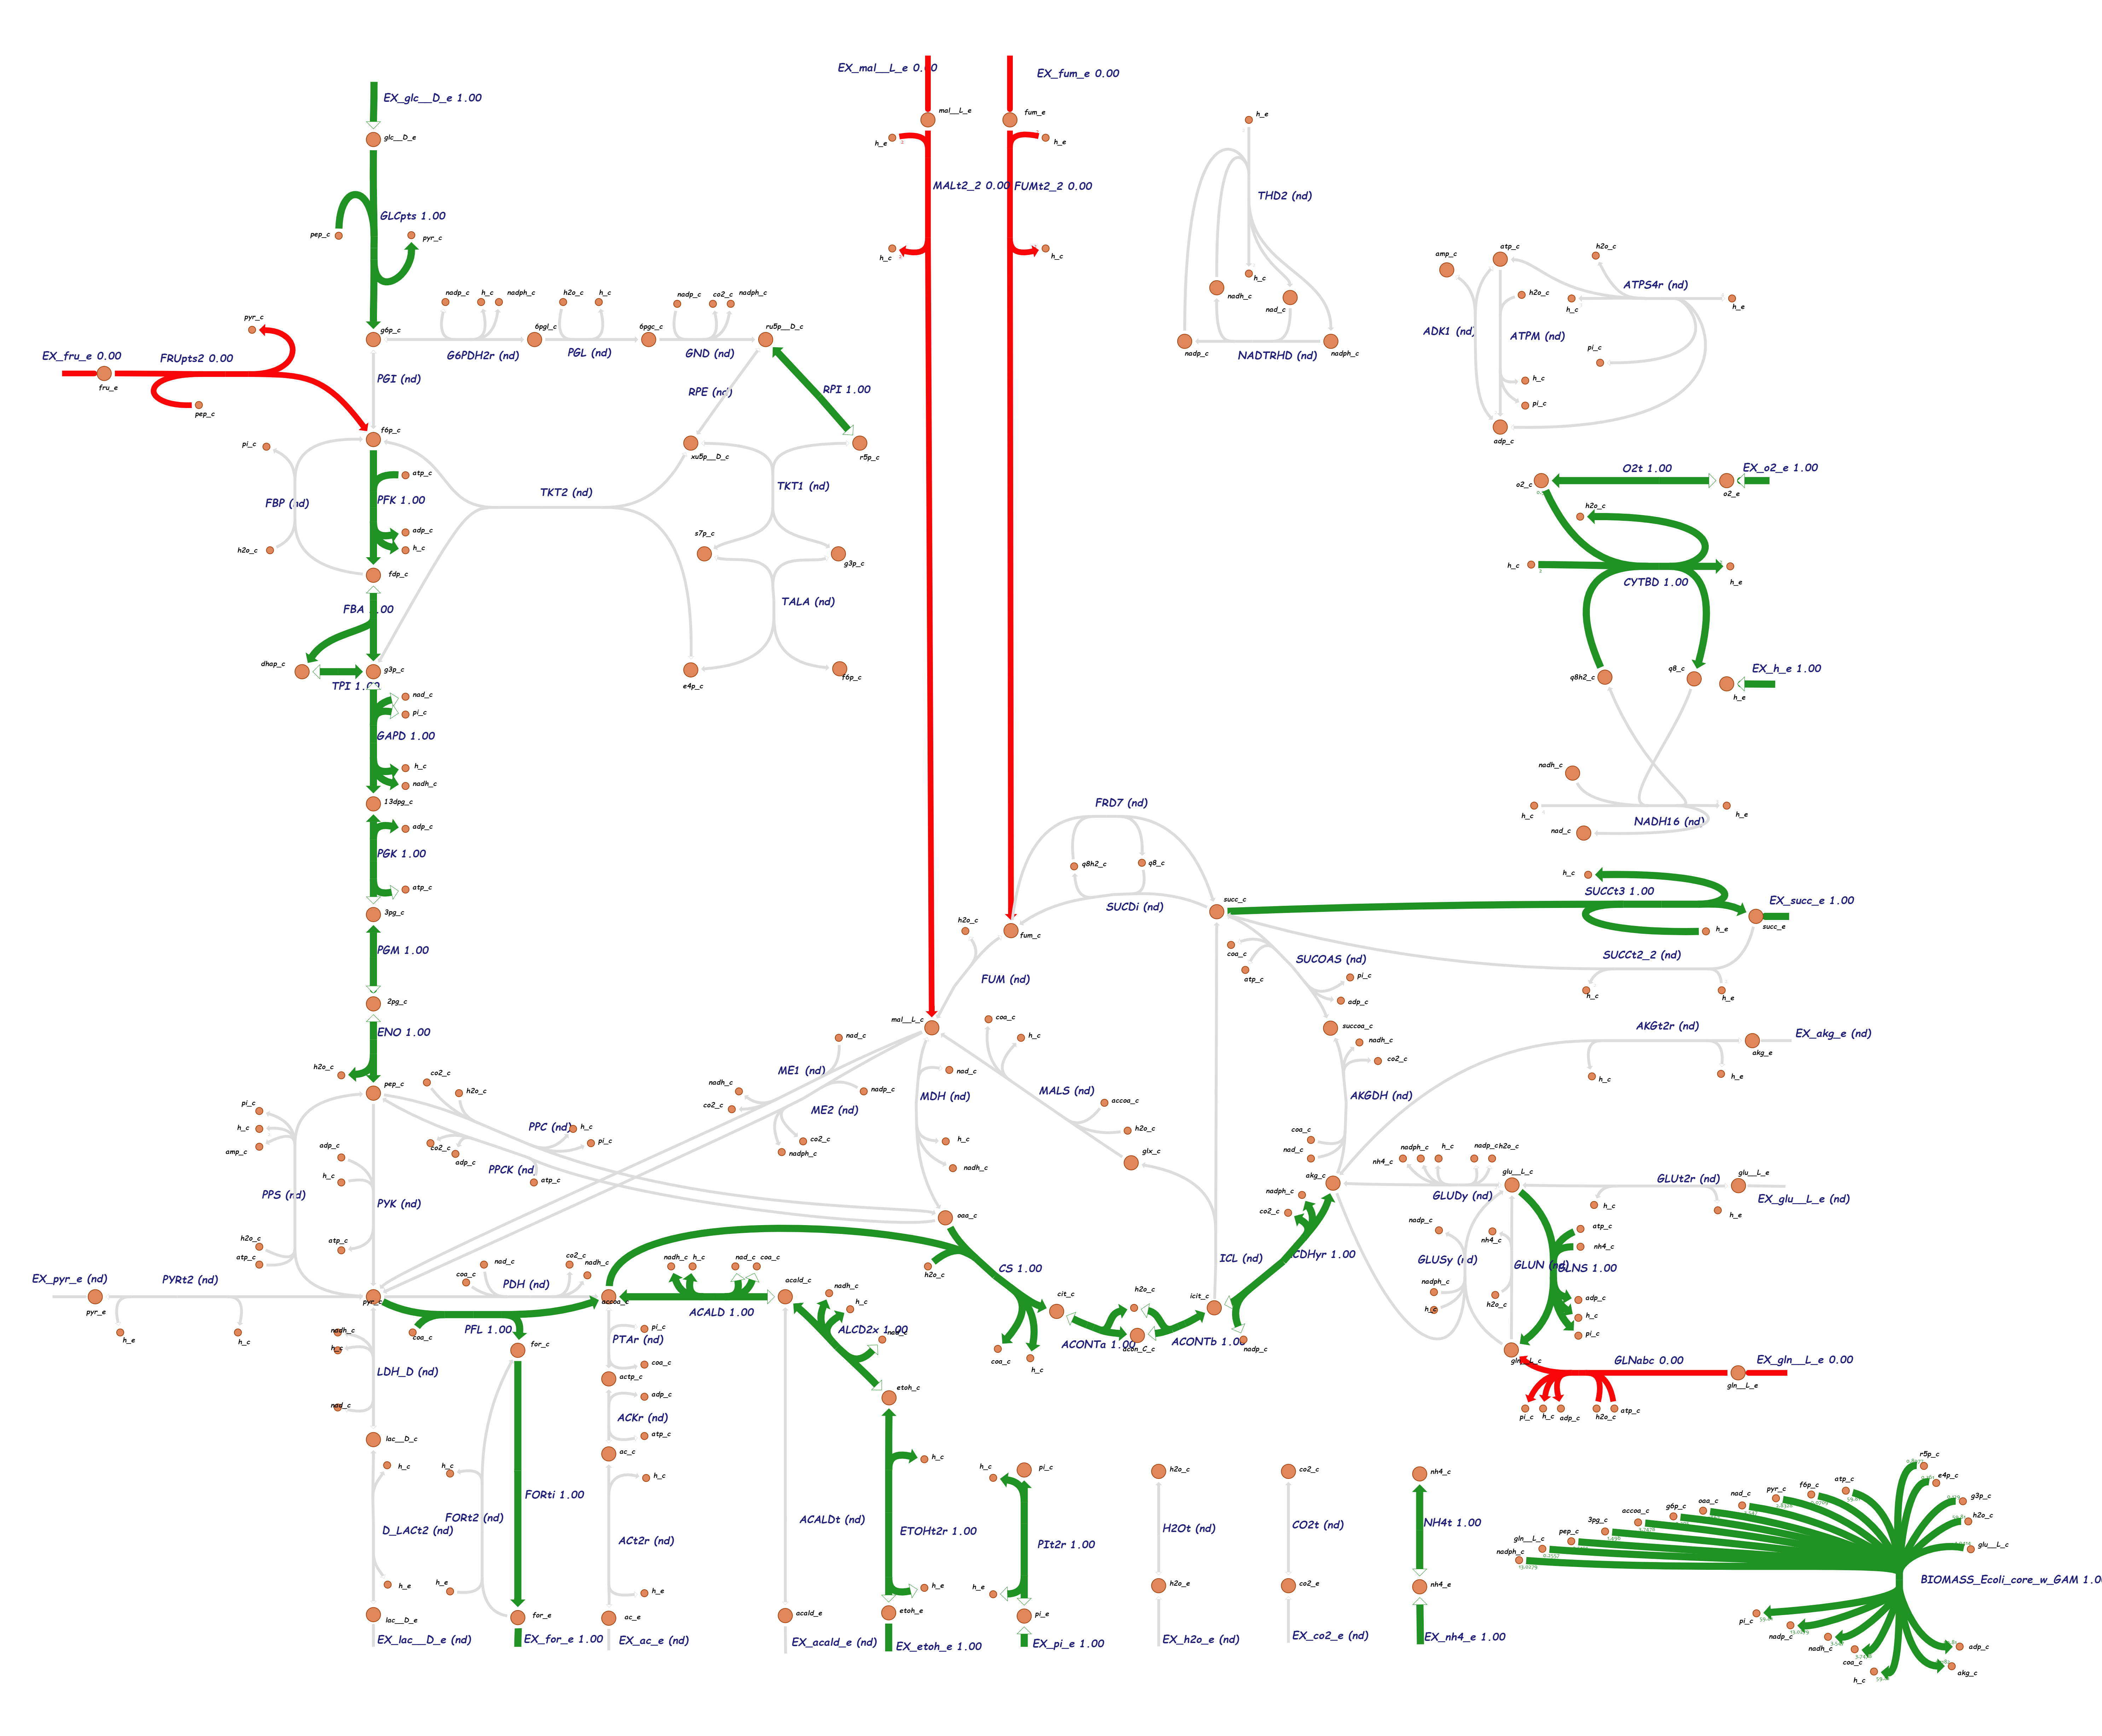 EX_mal__L_e 0.00
EX_fum_e 0.00
EX_glc__D_e 1.00
mal__L_e
fum_e
h_e
glc__D_e
h_e
h_e
MALt2_2 0.00
FUMt2_2 0.00
THD2 (nd)
GLCpts 1.00
pep_c
pyr_c
h_c
h_c
amp_c
atp_c
h2o_c
h_c
nadh_c
nad_c
ATPS4r (nd)
h2o_c
h_c
h_e
nadp_c
h_c
nadph_c
h2o_c
h_c
nadp_c
co2_c
nadph_c
pyr_c
g6p_c
6pgl_c
6pgc_c
ru5p__D_c
ADK1 (nd)
ATPM (nd)
pi_c
EX_fru_e 0.00
FRUpts2 0.00
G6PDH2r (nd)
PGL (nd)
GND (nd)
nadp_c
NADTRHD (nd)
nadph_c
fru_e
PGI (nd)
RPE (nd)
RPI 1.00
h_c
pi_c
pep_c
f6p_c
adp_c
pi_c
xu5p__D_c
r5p_c
atp_c
O2t 1.00
EX_o2_e 1.00
o2_c
o2_e
FBP (nd)
PFK 1.00
TKT2 (nd)
TKT1 (nd)
h2o_c
adp_c
s7p_c
h2o_c
h_c
g3p_c
h_c
fdp_c
CYTBD 1.00
h_e
FBA 1.00
TALA (nd)
dhap_c
g3p_c
TPI 1.00
e4p_c
f6p_c
q8h2_c
q8_c
EX_h_e 1.00
h_e
nad_c
pi_c
GAPD 1.00
h_c
nadh_c
nadh_c
13dpg_c
FRD7 (nd)
h_c
h_e
NADH16 (nd)
nad_c
adp_c
PGK 1.00
q8h2_c
q8_c
atp_c
h_c
SUCCt3 1.00
EX_succ_e 1.00
3pg_c
SUCDi (nd)
succ_c
h2o_c
fum_c
h_e
succ_e
PGM 1.00
coa_c
SUCOAS (nd)
SUCCt2_2 (nd)
FUM (nd)
atp_c
pi_c
2pg_c
adp_c
h_c
h_e
ENO 1.00
mal__L_c
coa_c
h_c
succoa_c
AKGt2r (nd)
EX_akg_e (nd)
nad_c
nadh_c
akg_e
h2o_c
pep_c
co2_c
h2o_c
ME1 (nd)
nad_c
co2_c
h_c
h_e
nadh_c
co2_c
nadp_c
ME2 (nd)
MDH (nd)
MALS (nd)
AKGDH (nd)
accoa_c
pi_c
h_c
amp_c
PPC (nd)
h_c
pi_c
h2o_c
coa_c
adp_c
co2_c
adp_c
co2_c
nadph_c
h_c
nad_c
nadph_c
h_c
nadp_c
h2o_c
nh4_c
glx_c
PPCK (nd)
atp_c
nadh_c
h_c
akg_c
glu__L_c
glu__L_e
PPS (nd)
PYK (nd)
nadph_c
co2_c
GLUDy (nd)
GLUt2r (nd)
EX_glu__L_e (nd)
h_c
h_e
oaa_c
nadp_c
nh4_c
atp_c
h2o_c
atp_c
atp_c
nh4_c
co2_c
nad_c
nadh_c
nadh_c
h_c
nad_c
coa_c
h2o_c
CS 1.00
ICL (nd)
ICDHyr 1.00
GLUSy (nd)
GLUN (nd)
GLNS 1.00
EX_pyr_e (nd)
PYRt2 (nd)
coa_c
PDH (nd)
acald_c
nadh_c
h2o_c
nadph_c
pyr_e
pyr_c
accoa_c
ACALD 1.00
cit_c
icit_c
h_c
h2o_c
adp_c
h_c
h_e
h_c
nadh_c
coa_c
PFL 1.00
pi_c
ALCD2x 1.00
h_c
nad_c
h_c
for_c
PTAr (nd)
ACONTa 1.00
acon_C_c
ACONTb 1.00
nadp_c
pi_c
coa_c
h_c
gln__L_c
GLNabc 0.00
EX_gln__L_e 0.00
LDH_D (nd)
coa_c
actp_c
etoh_c
gln__L_e
nad_c
adp_c
pi_c
h_c
adp_c
h2o_c
atp_c
ACKr (nd)
lac__D_c
atp_c
ac_c
h_c
r5p_c
h_c
h_c
h_c
h_c
pi_c
h2o_c
co2_c
nh4_c
e4p_c
atp_c
f6p_c
pyr_c
nad_c
g3p_c
oaa_c
g6p_c
accoa_c
h2o_c
D_LACt2 (nd)
FORt2 (nd)
FORti 1.00
ACt2r (nd)
ACALDt (nd)
ETOHt2r 1.00
PIt2r 1.00
H2Ot (nd)
CO2t (nd)
NH4t 1.00
3pg_c
pep_c
gln__L_c
nadph_c
glu__L_c
BIOMASS_Ecoli_core_w_GAM 1.00
h_e
h_e
h_e
h_e
h_e
h2o_e
co2_e
nh4_e
lac__D_e
for_e
ac_e
acald_e
etoh_e
pi_e
pi_c
nadp_c
nadh_c
coa_c
h_c
adp_c
akg_c
EX_lac__D_e (nd)
EX_for_e 1.00
EX_ac_e (nd)
EX_acald_e (nd)
EX_etoh_e 1.00
EX_pi_e 1.00
EX_h2o_e (nd)
EX_co2_e (nd)
EX_nh4_e 1.00